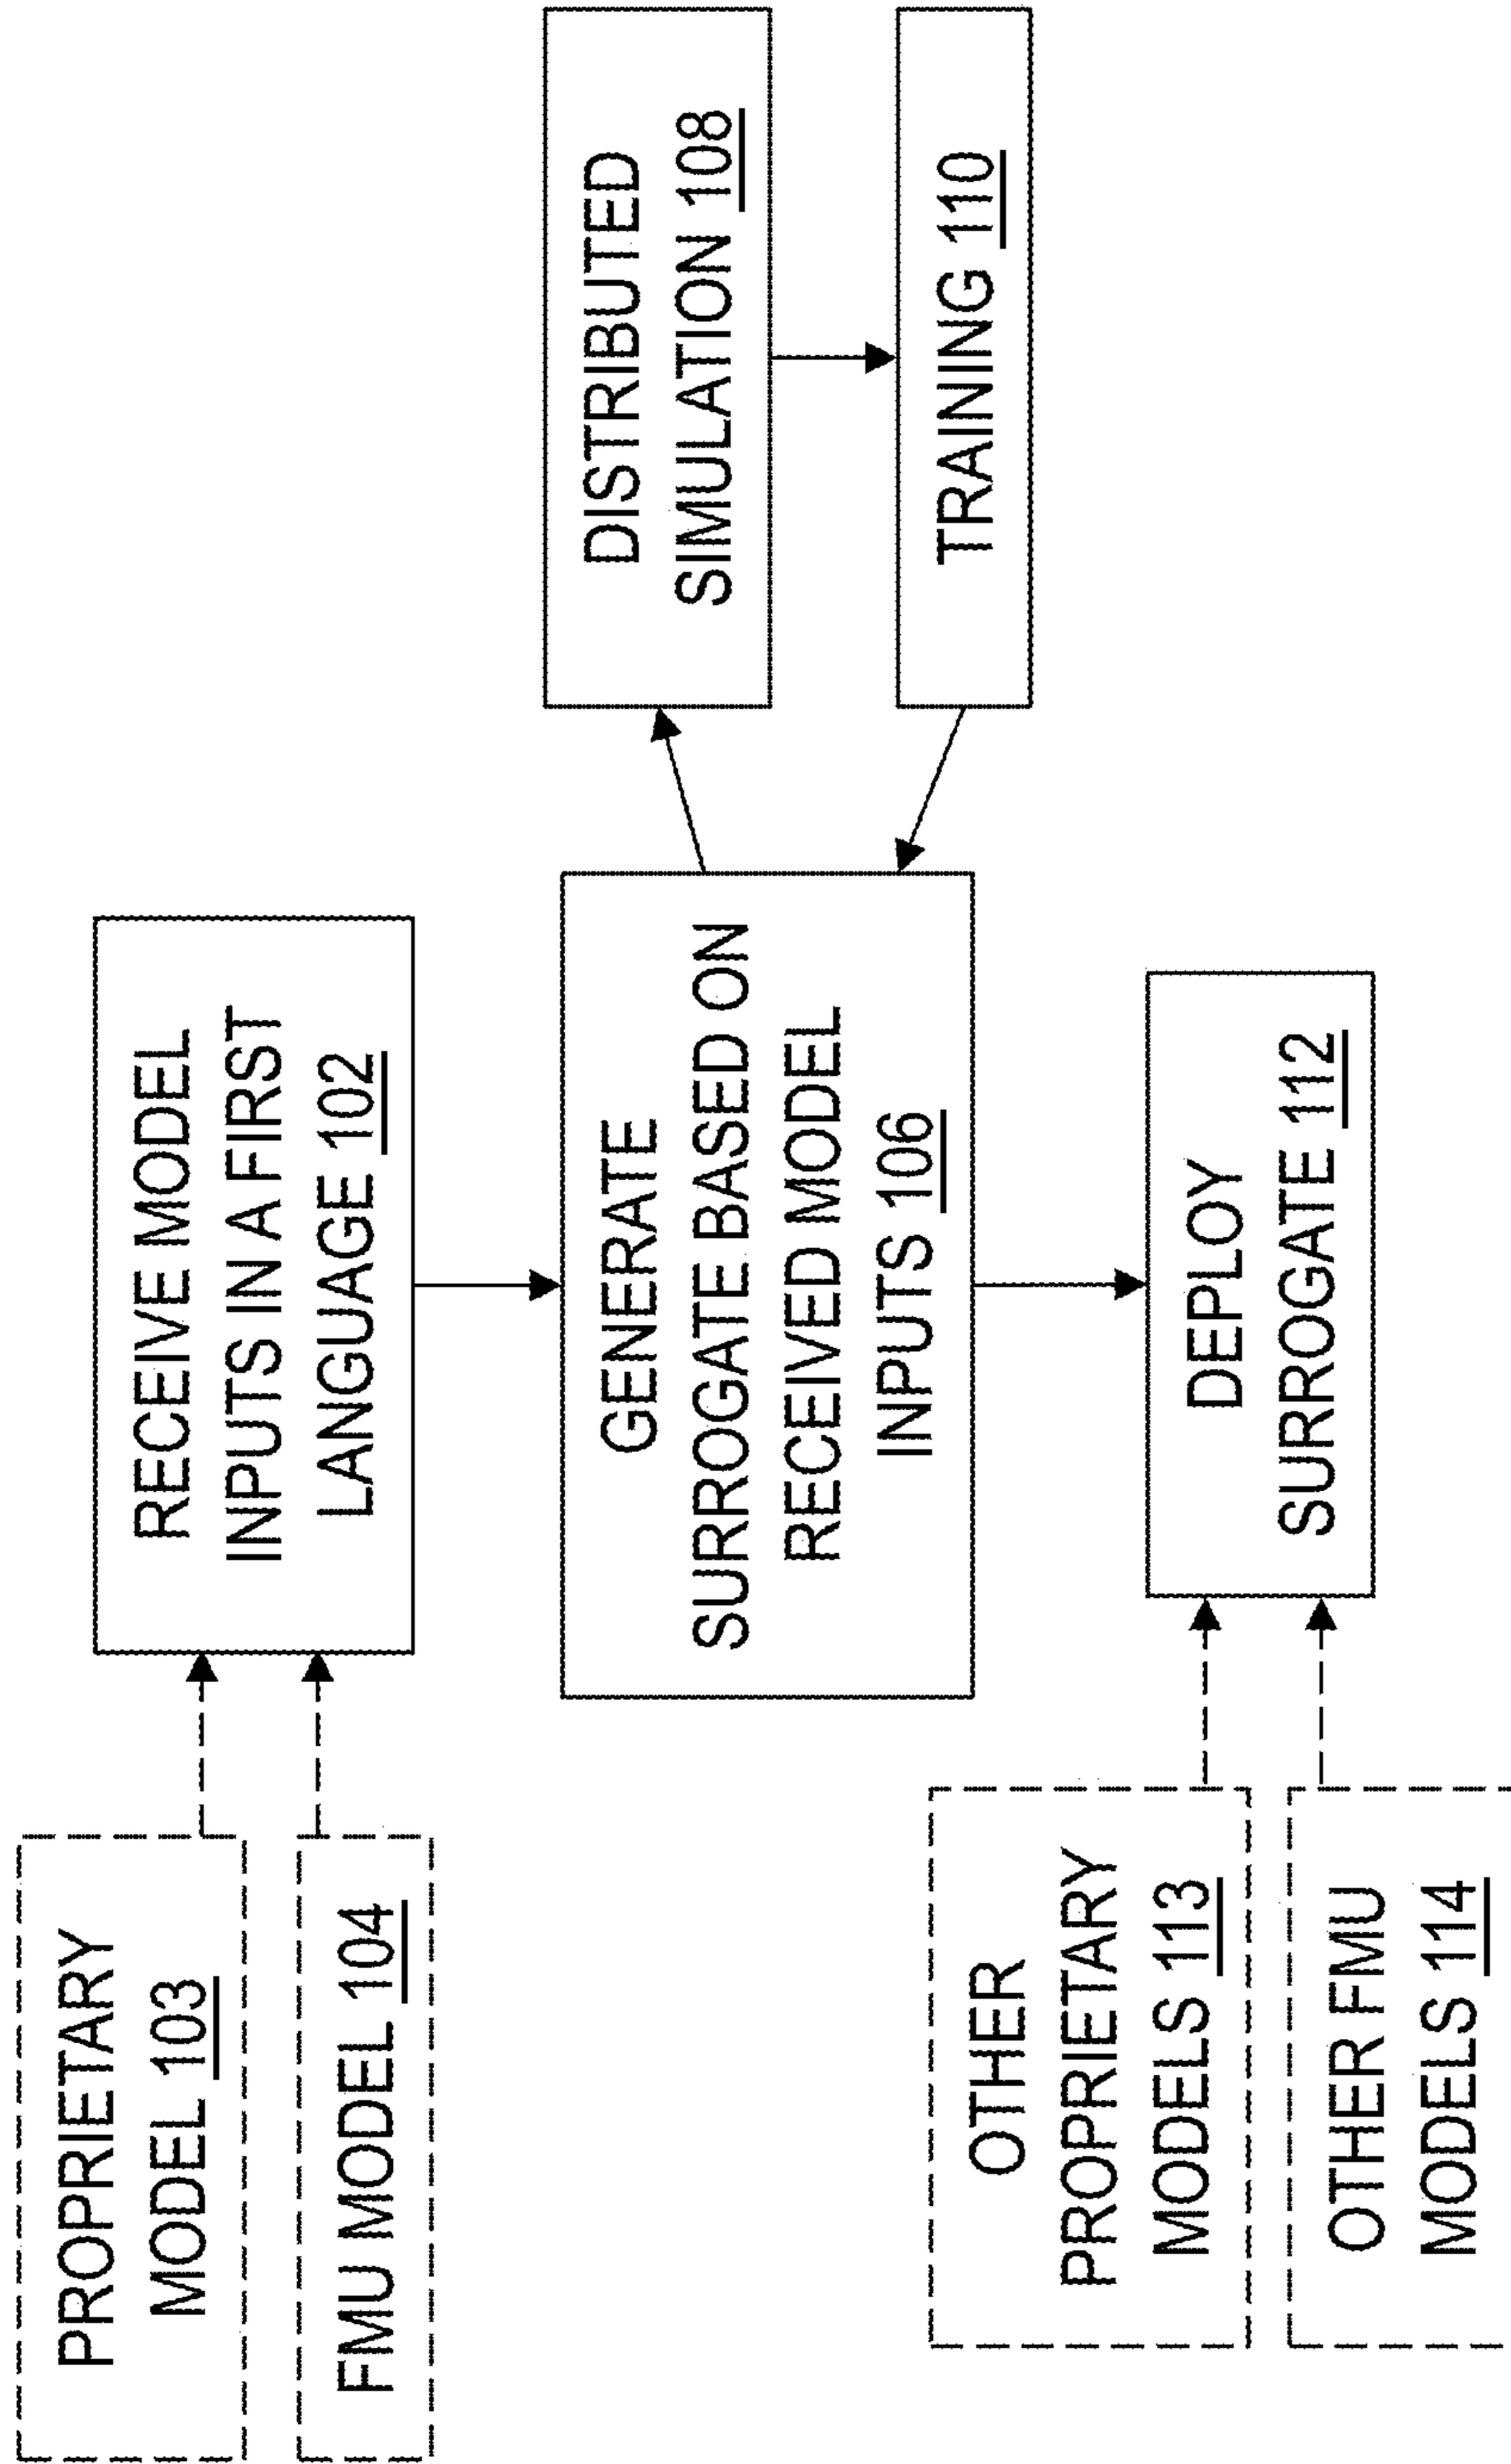 PROPRIETARY
MODEL 103
FMU MODEL 104
RECEIVE MODEL
INPUTS IN A FIRST
LANGUAGE 102
GENERATE
SURROGATE BASED ON
RECEIVED MODEL
INPUTS 106
DISTRIBUTED
SIMULATION 108
TRAINING 110
OTHER
PROPRIETARY
MODELS 113
OTHER FMU
MODELS 114
DEPLOY
SURROGATE 112